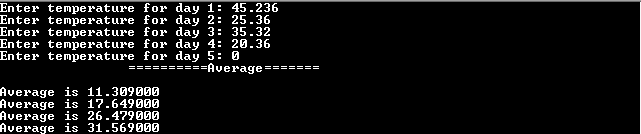 Enter temperature for day 1: 45.236
Enter temperature for day 2: 25.36
Enter temperature for day 3: 35.32
Enter temperature for day 4: 20.36
Enter temperature for day 5: 0
==========Average=======
Average is 11.309000
Average is 17.649000
Average is 26.479000
Average is 31.569000